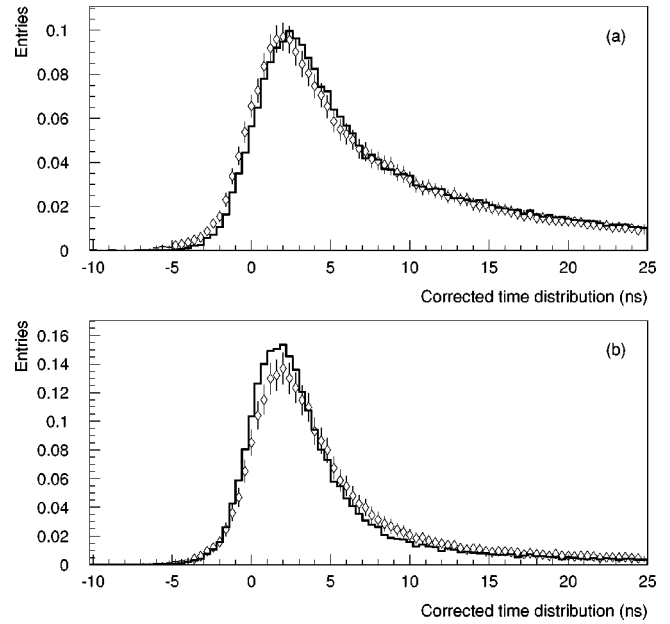 Entries
(a)
0.1
0.08
0.06
0.04
0.02
0
-10 -5 0 5 10 15 20 25
Corrected time distribution (ns)
Entries
(b)
0.16
0.14
0.12
0.1
0.08
0.06
0.04
0.02
0
-10 -5 0 5 10 15 20 25
Corrected time distribution (ns)